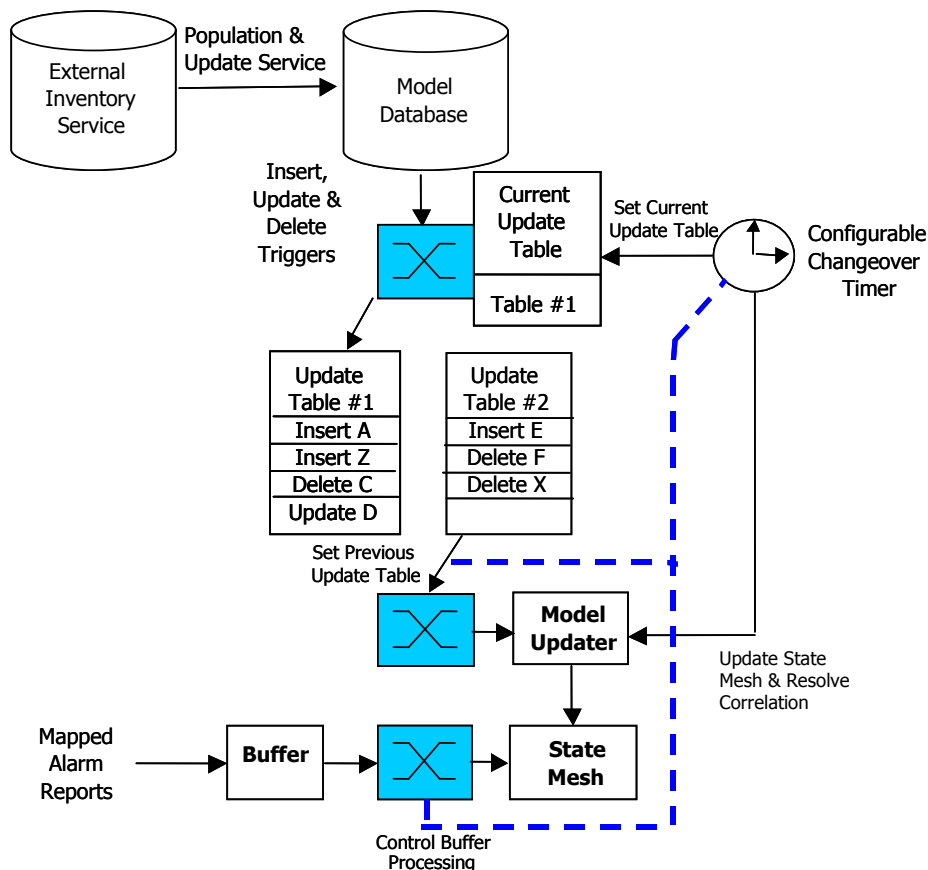 External
Inventory
Service
Population &
Update Service
Model
Database
Insert,
Update &
Delete
Triggers
Current
Update
Table
Table #1
Set Current
Update Table
Configurable
Changeover
Timer
Update
Table #1
Insert A
Insert Z
Delete C
Update D
Update
Table #2
Insert E
Delete F
Delete X
Set Previous
Update Table
Model
Updater
Update State
Mesh & Resolve
Correlation
Mapped
Alarm
Reports
Buffer
State
Mesh
Control Buffer
Processing